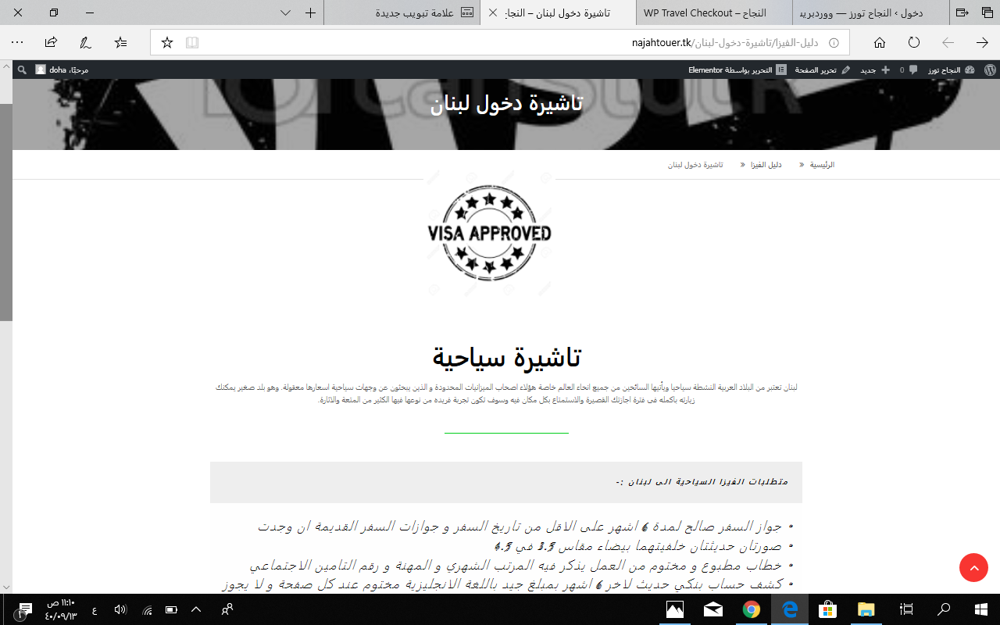 دخول ‹ النجاح تورز — ووردبريس
WP Travel Checkout – النجاح
تاشيرة دخول لبنان – النجاح
علامة تبويب جديدة
najahtouer.tk/دليل-الفيزا/تاشيرة-دخول-لبنان/
النجاح تورز
0
جديد
تحرير الصفحة
التحرير بواسطة Elementor
مرحبًا، doha
تاشيرة دخول لبنان
الرئيسية » دليل الفيزا » تاشيرة دخول لبنان
VISA APPROVED
تاشيرة سياحية
لبنان تعتبر من البلاد العربية النشطة سياحيا ويأتيها السائحين من جميع انحاء العالم خاصة هؤلاء اصحاب الميزانيات المحدودة و الذين يبحثون عن وجهات سياحية اسعارها معقولة. وهو بلد صغير يمكنك
زيارته باكمله فى فترة اجازتك القصيرة والاستمتاع بكل مكان فيه وسوف تكون تجربة فريده من نوعها فيها الكثير من المتعة والاثارة.
متطلبات الفيزا السياحية الى لبنان :-
• جواز السفر صالح لمدة 6 اشهر على الاقل من تاريخ السفر و جوازات السفر القديمة ان وجدت
• صورتان حديثتان خلفيتهما بيضاء مقاس 3.5 في 4.5
• خطاب مطبوع و مختوم من العمل يذكر فيه المرتب الشهري و المهنة و رقم التامين الاجتماعي
• كشف حساب بنكي حديث لاخر 6 اشهر بمبلغ جيد باللغة الانجليزية مختوم عند كل صفحة و لا يجوز
ع
١١:١٠ ص
٤٠/٠٩/١٣
١